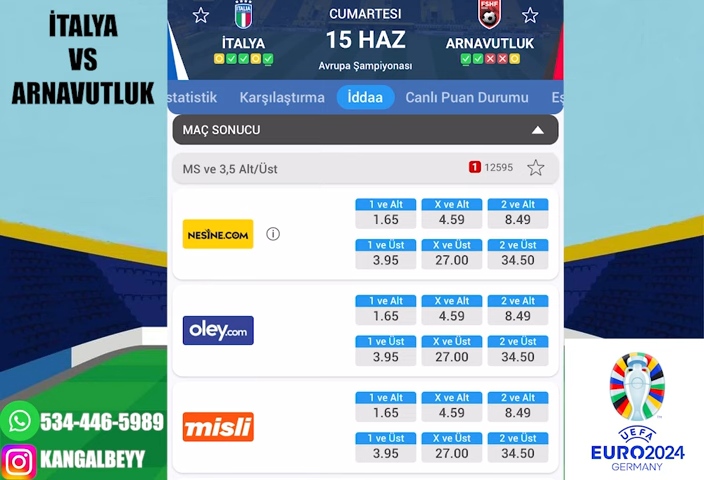 İTALYA
VS
ARNAVUTLUK
CUMARTESI
İTALYA
15 HAZ
ARNAVUTLUK
Avrupa Şampiyonası
ITALIA
FSHF
statistik Karşılaştırma İddaa Canlı Puan Durumu Eş
MAÇ SONUCU
MS ve 3,5 Alt/Üst 1 12595
NESİNE.COM
1 ve Alt X ve Alt 2 ve Alt
1.65 4.59 8.49
1 ve Üst X ve Üst 2 ve Üst
3.95 27.00 34.50
oley.com
1 ve Alt X ve Alt 2 ve Alt
1.65 4.59 8.49
1 ve Üst X ve Üst 2 ve Üst
3.95 27.00 34.50
misli
1 ve Alt X ve Alt 2 ve Alt
1.65 4.59 8.49
1 ve Üst X ve Üst 2 ve Üst
3.95 27.00 34.50
534-446-5989
KANGALBEYY
UEFA
EURO2024
GERMANY